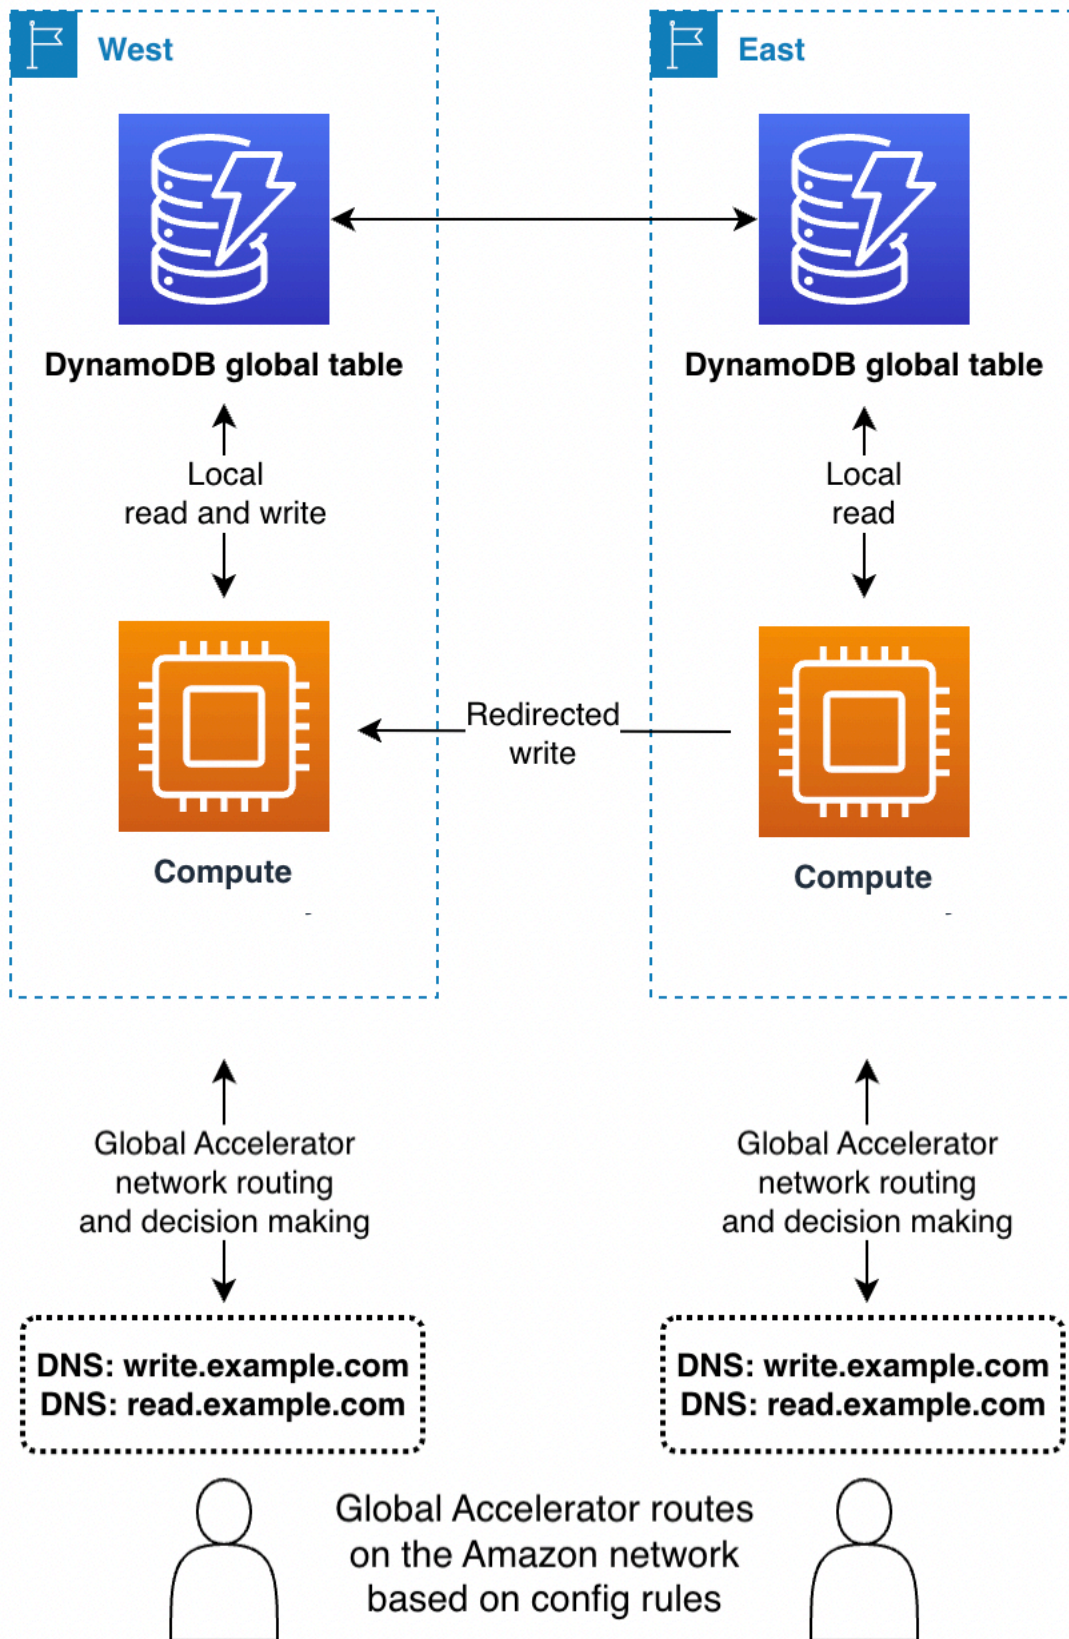 West
East
DynamoDB global table
DynamoDB global table
Local
read and write
Local
read
Redirected
write
Compute
Compute
Global Accelerator
network routing
and decision making
Global Accelerator
network routing
and decision making
DNS: write.example.com
DNS: read.example.com
DNS: write.example.com
DNS: read.example.com
Global Accelerator routes
on the Amazon network
based on config rules